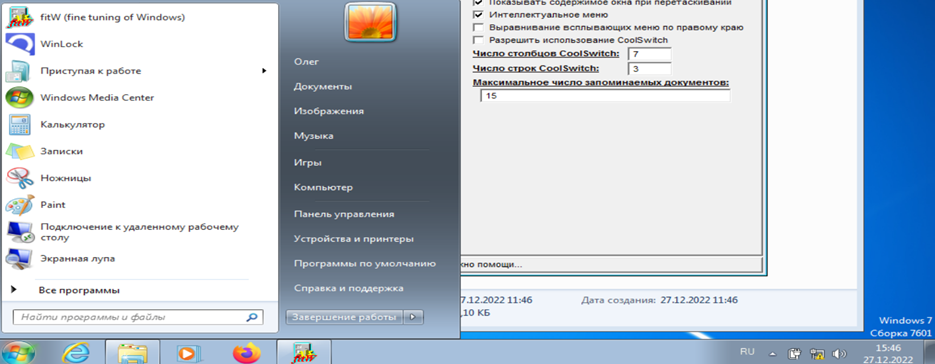 fitW (fine tuning of Windows)
WinLock
Приступая к работе
Windows Media Center
Калькулятор
Записки
Ножницы
Paint
Подключение к удаленному рабочему
столу
Экранная лупа
Все программы
Найти программы и файлы
Олег
Документы
Изображения
Музыка
Игры
Компьютер
Панель управления
Устройства и принтеры
Программы по умолчанию
Справка и поддержка
Завершение работы
Показывать содержимое окна при перетаскивании
Интеллектуальное меню
Выравнивание всплывающих меню по правому краю
Разрешить использование CoolSwitch
Число столбцов CoolSwitch: 7
Число строк CoolSwitch: 3
Максимальное число запоминаемых документов:
15
но помощи...
7.12.2022 11:46 Дата создания: 27.12.2022 11:46
,10 КБ
Windows 7
Сборка 7601
fitW
RU
15:46
27.12.2022